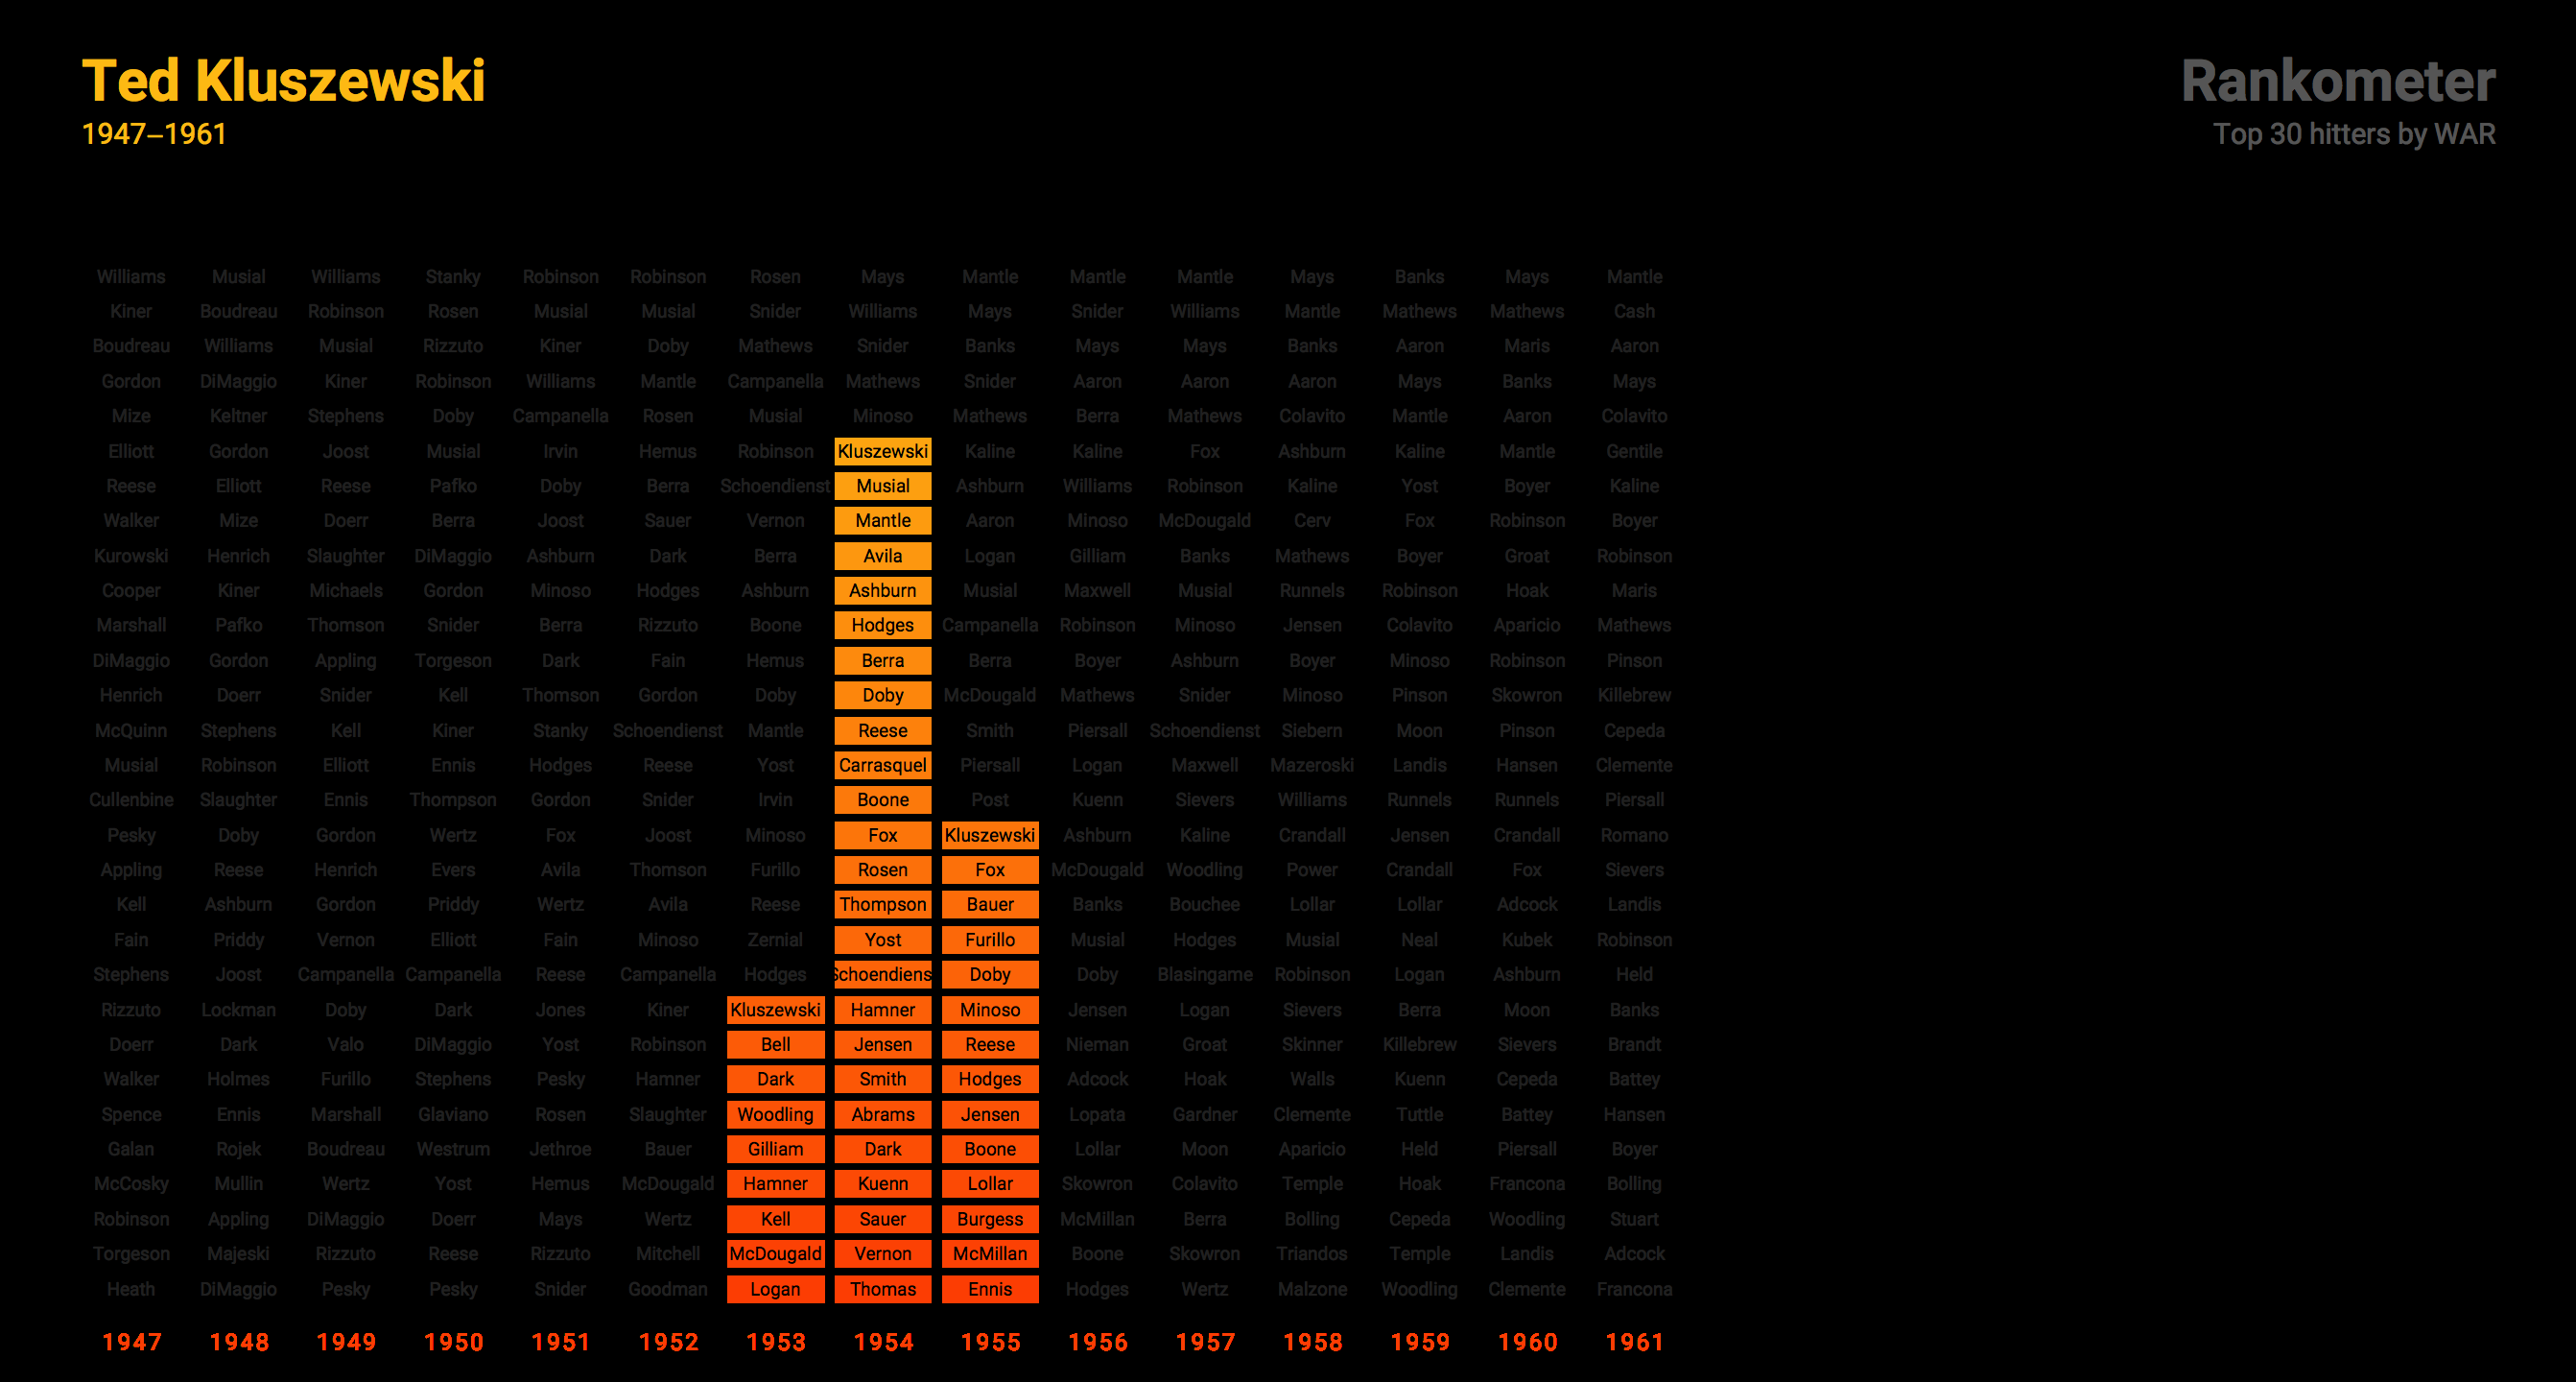 Ted Kluszewski
1947–1961
Rankometer
Top 30 hitters by WAR
Williams Musial Williams Stanky Robinson Robinson Rosen Mays Mantle Mantle Mantle Mays Banks Mays Mantle
Kiner Boudreau Robinson Rosen Musial Musial Snider Williams Mays Snider Williams Mantle Mathews Mathews Cash
Boudreau Williams Musial Rizzuto Kiner Doby Mathews Snider Banks Mays Mays Banks Aaron Maris Aaron
Gordon DiMaggio Kiner Robinson Williams Mantle Campanella Mathews Snider Aaron Aaron Aaron Mays Banks Mays
Mize Keltner Stephens Doby Campanella Rosen Musial Minoso Mathews Berra Mathews Colavito Mantle Aaron Colavito
Elliott Gordon Joost Musial Irvin Hemus Robinson Kluszewski Kaline Kaline Fox Ashburn Kaline Mantle Gentile
Reese Elliott Reese Pafko Doby Berra Schoendienst Musial Ashburn Williams Robinson Kaline Yost Boyer Kaline
Walker Mize Doerr Berra Joost Sauer Vernon Mantle Aaron Minoso McDougald Cerv Fox Robinson Boyer
Kurowski Henrich Slaughter DiMaggio Ashburn Dark Berra Avila Logan Gilliam Banks Mathews Boyer Groat Robinson
Cooper Kiner Michaels Gordon Minoso Hodges Ashburn Ashburn Musial Maxwell Musial Runnels Robinson Hoak Maris
Marshall Pafko Thomson Snider Berra Rizzuto Boone Hodges Campanella Robinson Minoso Jensen Colavito Aparicio Mathews
DiMaggio Gordon Appling Torgeson Dark Fain Hemus Berra Berra Boyer Ashburn Boyer Minoso Robinson Pinson
Henrich Doerr Snider Kell Thomson Gordon Doby Doby McDougald Mathews Snider Minoso Pinson Skowron Killebrew
McQuinn Stephens Kell Kiner Stanky Schoendienst Mantle Reese Smith Piersall Schoendienst Siebern Moon Pinson Cepeda
Musial Robinson Elliott Ennis Hodges Reese Yost Carrasquel Piersall Logan Maxwell Mazeroski Landis Hansen Clemente
Cullenbine Slaughter Ennis Thompson Gordon Snider Irvin Boone Post Kuenn Sievers Williams Runnels Runnels Piersall
Pesky Doby Gordon Wertz Fox Joost Minoso Fox Kluszewski Ashburn Kaline Crandall Jensen Crandall Romano
Appling Reese Henrich Evers Avila Thomson Furillo Rosen Fox McDougald Woodling Power Crandall Fox Sievers
Kell Ashburn Gordon Priddy Wertz Avila Reese Thompson Bauer Banks Bouchee Lollar Lollar Adcock Landis
Fain Priddy Vernon Elliott Fain Minoso Zernial Yost Furillo Musial Hodges Musial Neal Kubek Robinson
Stephens Joost Campanella Campanella Reese Campanella Hodges Schoendiens Doby Doby Blasingame Robinson Logan Ashburn Held
Rizzuto Lockman Doby Dark Jones Kiner Kluszewski Hamner Minoso Jensen Logan Sievers Berra Moon Banks
Doerr Dark Valo DiMaggio Yost Robinson Bell Jensen Reese Nieman Groat Skinner Killebrew Sievers Brandt
Walker Holmes Furillo Stephens Pesky Hamner Dark Smith Hodges Adcock Hoak Walls Kuenn Cepeda Battey
Spence Ennis Marshall Glaviano Rosen Slaughter Woodling Abrams Jensen Lopata Gardner Clemente Tuttle Battey Hansen
Galan Rojek Boudreau Westrum Jethroe Bauer Gilliam Dark Boone Lollar Moon Aparicio Held Piersall Boyer
McCosky Mullin Wertz Yost Hemus McDougald Hamner Kuenn Lollar Skowron Colavito Temple Hoak Francona Bolling
Robinson Appling DiMaggio Doerr Mays Wertz Kell Sauer Burgess McMillan Berra Bolling Cepeda Woodling Stuart
Torgeson Majeski Rizzuto Reese Rizzuto Mitchell McDougald Vernon McMillan Boone Skowron Triandos Temple Landis Adcock
Heath DiMaggio Pesky Pesky Snider Goodman Logan Thomas Ennis Hodges Wertz Malzone Woodling Clemente Francona
1947 1948 1949 1950 1951 1952 1953 1954 1955 1956 1957 1958 1959 1960 1961